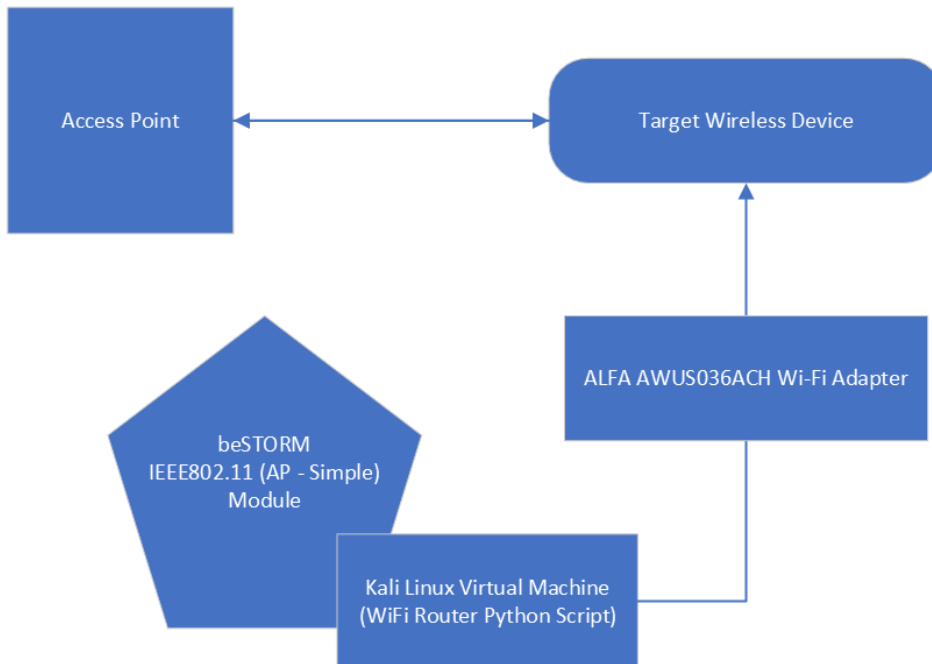 Access Point
Target Wireless Device
ALFA AWUS036ACH Wi-Fi Adapter
beSTORM
IEEE802.11 (AP - Simple)
Module
Kali Linux Virtual Machine
(WiFi Router Python Script)